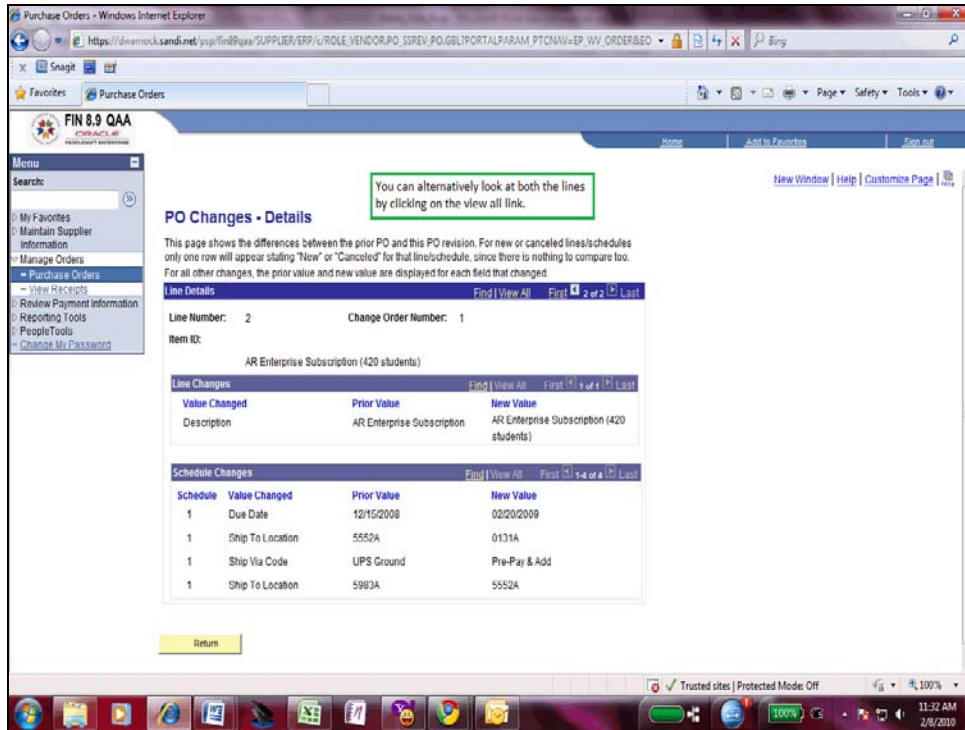 Purchase Orders - Windows Internet Explorer
https://dwamock.sandi.net/psp/fin89qaa/SUPPLIER/ERP/c/ROLE_VENDOR.PO_SSREV_PO.GBL?PORTALPARAM_PTCNAV=EP_WV_ORDER&EO
Bing
x Snagit
Favorites Purchase Orders Page Safety Tools
FIN 8.9 QAA
ORACLE
PEOPLESOFT ENTERPRISE
Home Add to Favorites Sign out
Menu
Search:
My Favorites
Maintain Supplier
Information
Manage Orders
– Purchase Orders
– View Receipts
Review Payment Information
Reporting Tools
PeopleTools
– Change My Password
New Window | Help | Customize Page |
You can alternatively look at both the lines
by clicking on the view all link.
PO Changes - Details
This page shows the differences between the prior PO and this PO revision. For new or canceled lines/schedules
only one row will appear stating "New" or "Canceled" for that line/schedule, since there is nothing to compare too.
For all other changes, the prior value and new value are displayed for each field that changed.
Line Details Find | View All First 2 of 2 Last
Line Number: 2 Change Order Number: 1
Item ID:
AR Enterprise Subscription (420 students)
Line Changes Find | View All First 1 of 1 Last
Value Changed Prior Value New Value
Description AR Enterprise Subscription AR Enterprise Subscription (420
students)
Schedule Changes Find | View All First 1-4 of 4 Last
Schedule Value Changed Prior Value New Value
1 Due Date 12/15/2008 02/20/2009
1 Ship To Location 5552A 0131A
1 Ship Via Code UPS Ground Pre-Pay & Add
1 Ship To Location 5983A 5552A
Return
Trusted sites | Protected Mode: Off 100%
100%
11:32 AM
2/8/2010